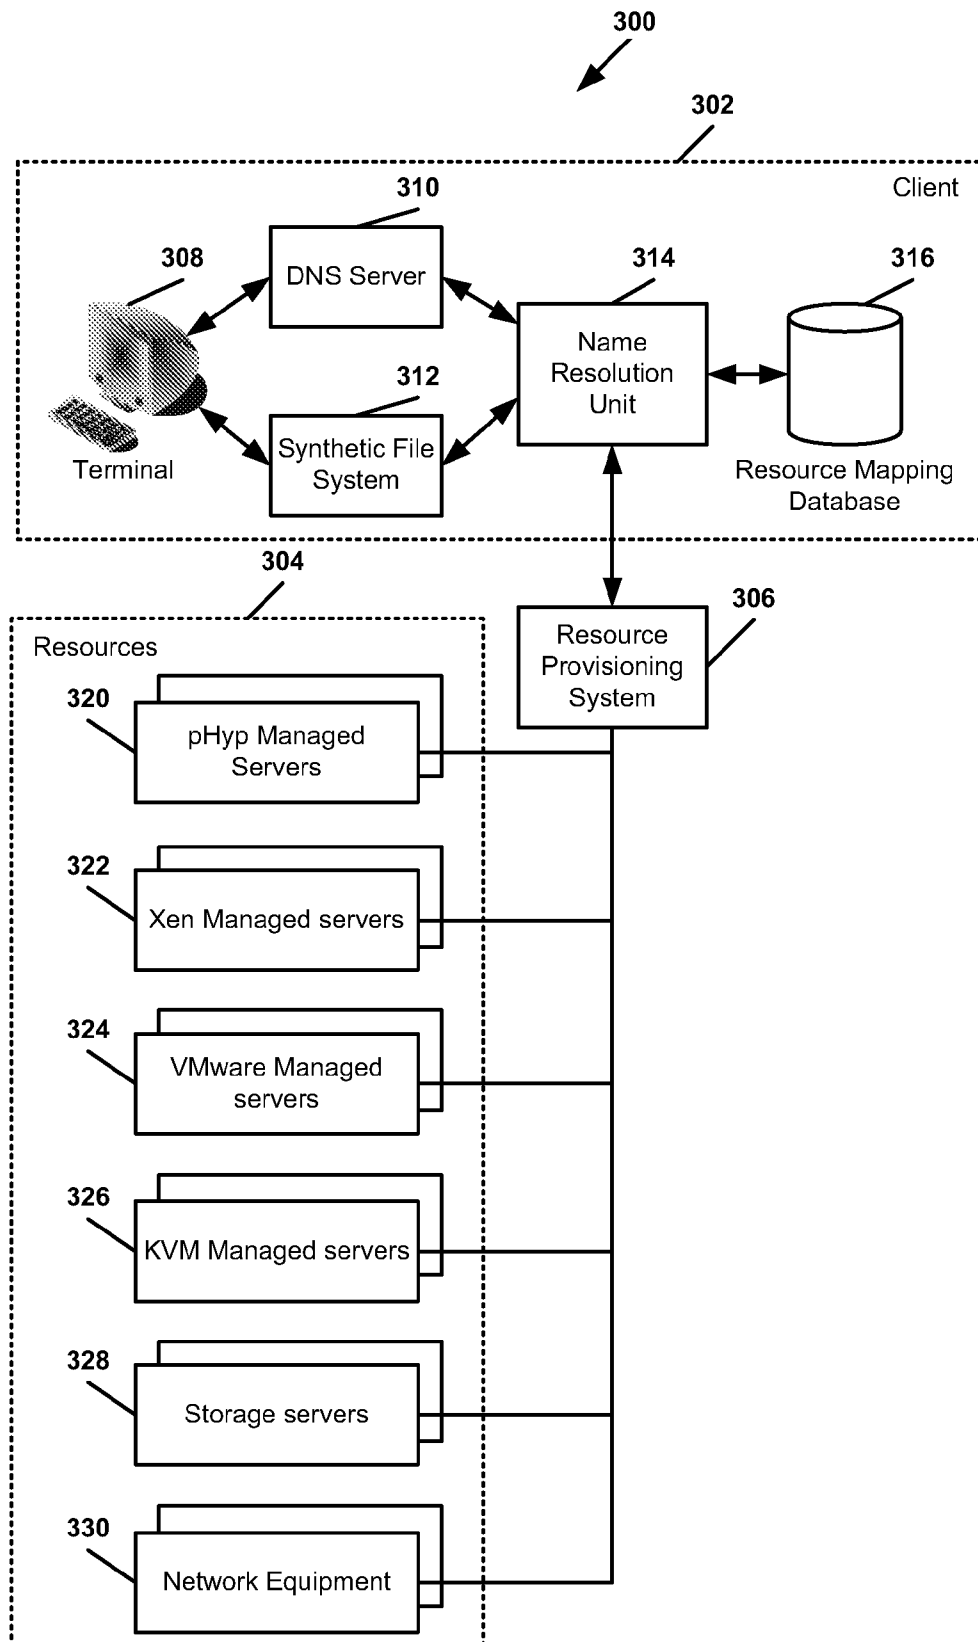 300
302
Client
310
DNS Server
308
314
316
Name
Resolution
Unit
312
Synthetic File
System
Terminal
Resource Mapping
Database
304
306
Resources
Resource
Provisioning
System
320
pHyp Managed
Servers
322
Xen Managed servers
324
VMware Managed
servers
326
KVM Managed servers
328
Storage servers
330
Network Equipment